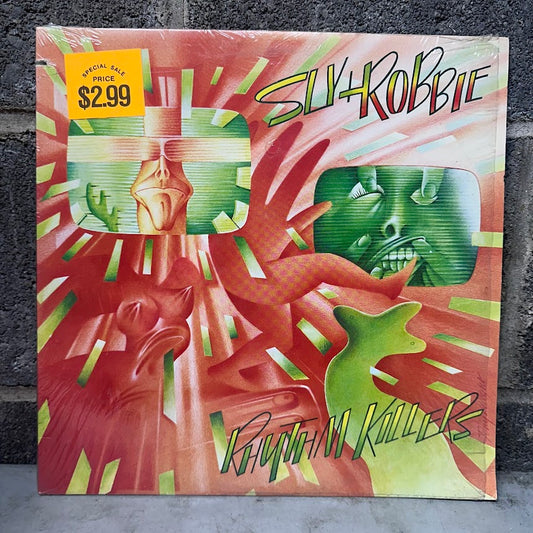 SPECIAL SALE
PRICE
$2.99
SLY+ROBBIE
RHYTHM KILLERS